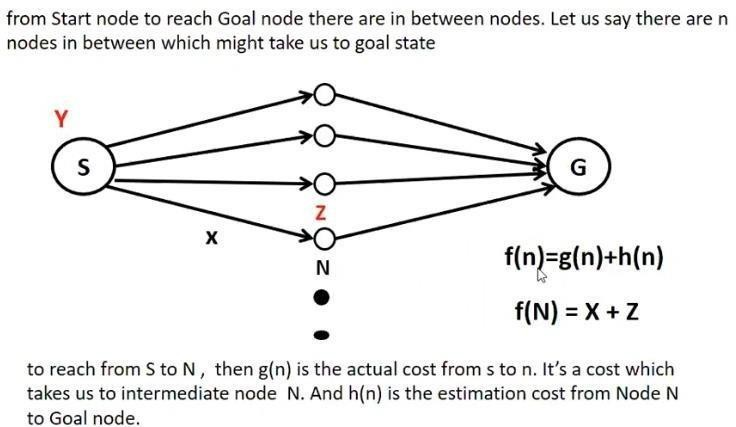 from Start node to reach Goal node there are in between nodes. Let us say there are n
nodes in between which might take us to goal state
Y
S
G
Z
X
N
f(n)=g(n)+h(n)
f(N) = X + Z
to reach from S to N , then g(n) is the actual cost from s to n. It's a cost which
takes us to intermediate node N. And h(n) is the estimation cost from Node N
to Goal node.